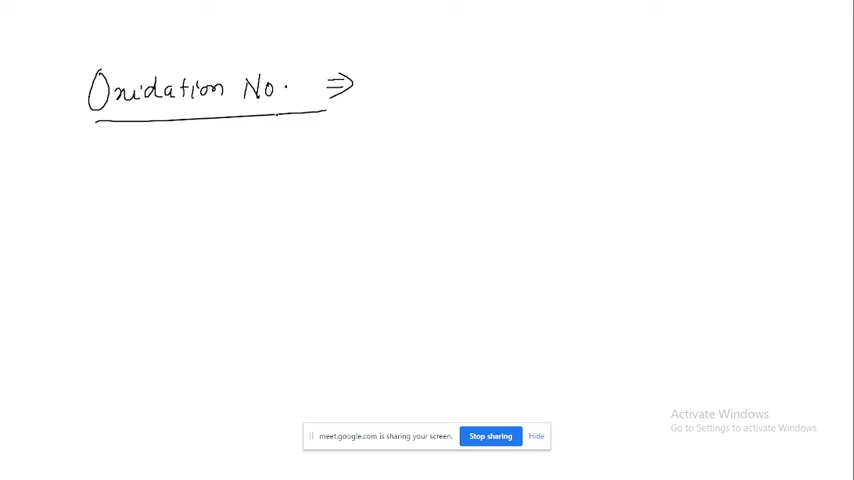 Oxidation No. ⇒
meet.google.com is sharing your screen. Stop sharing Hide
Activate Windows
Go to Settings to activate Windows.